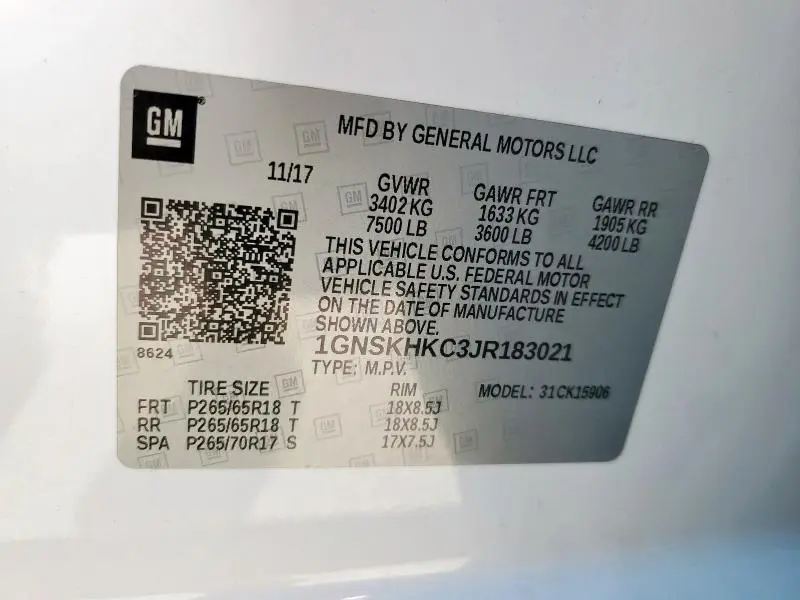 GM
MFD BY GENERAL MOTORS LLC
11/17
GVWR GAWR FRT GAWR RR
3402 KG 1633 KG 1905 KG
7500 LB 3600 LB 4200 LB
THIS VEHICLE CONFORMS TO ALL
APPLICABLE U.S. FEDERAL MOTOR
VEHICLE SAFETY STANDARDS IN EFFECT
ON THE DATE OF MANUFACTURE
SHOWN ABOVE.
8624
1GNSKHKC3JR183021
TYPE: M.P.V. MODEL: 31CK15906
TIRE SIZE RIM
FRT P265/65R18 T 18X8.5J
RR P265/65R18 T 18X8.5J
SPA P265/70R17 S 17X7.5J